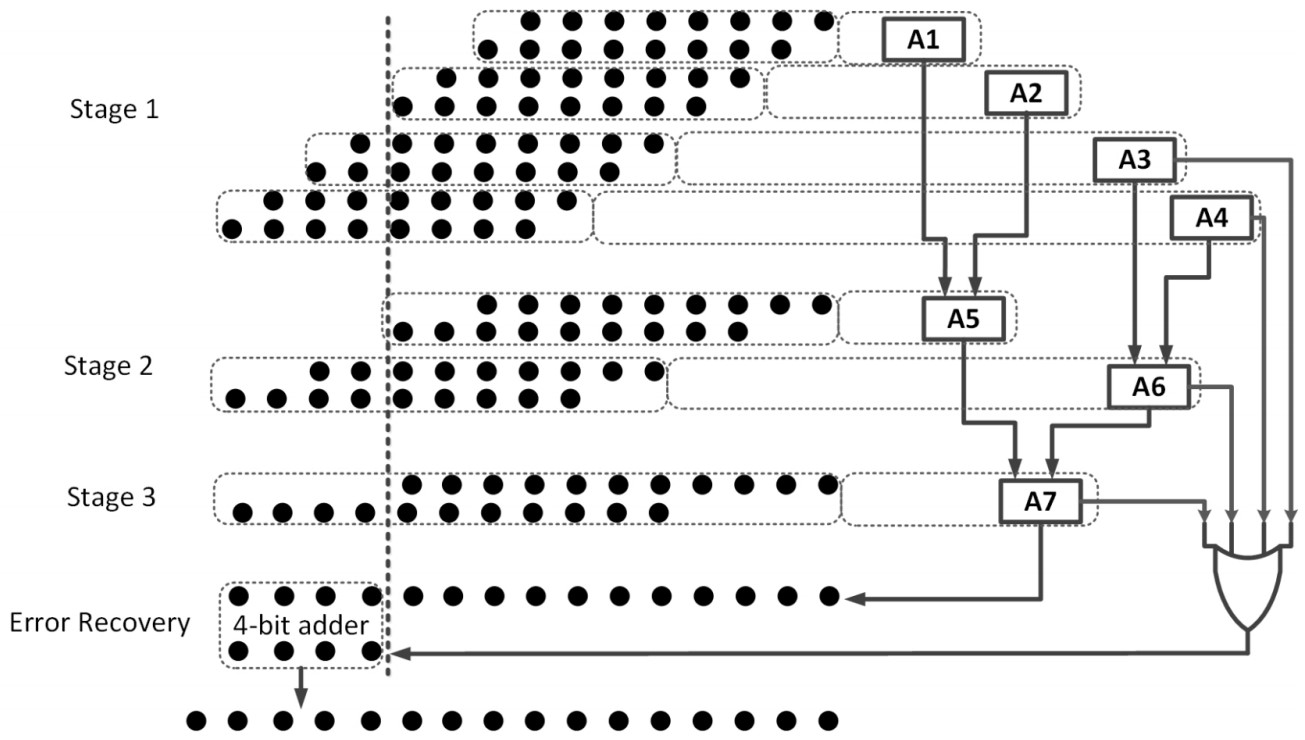 A1
Stage 1
A2
A3
A4
A5
Stage 2
A6
Stage 3
A7
Error Recovery
4-bit adder